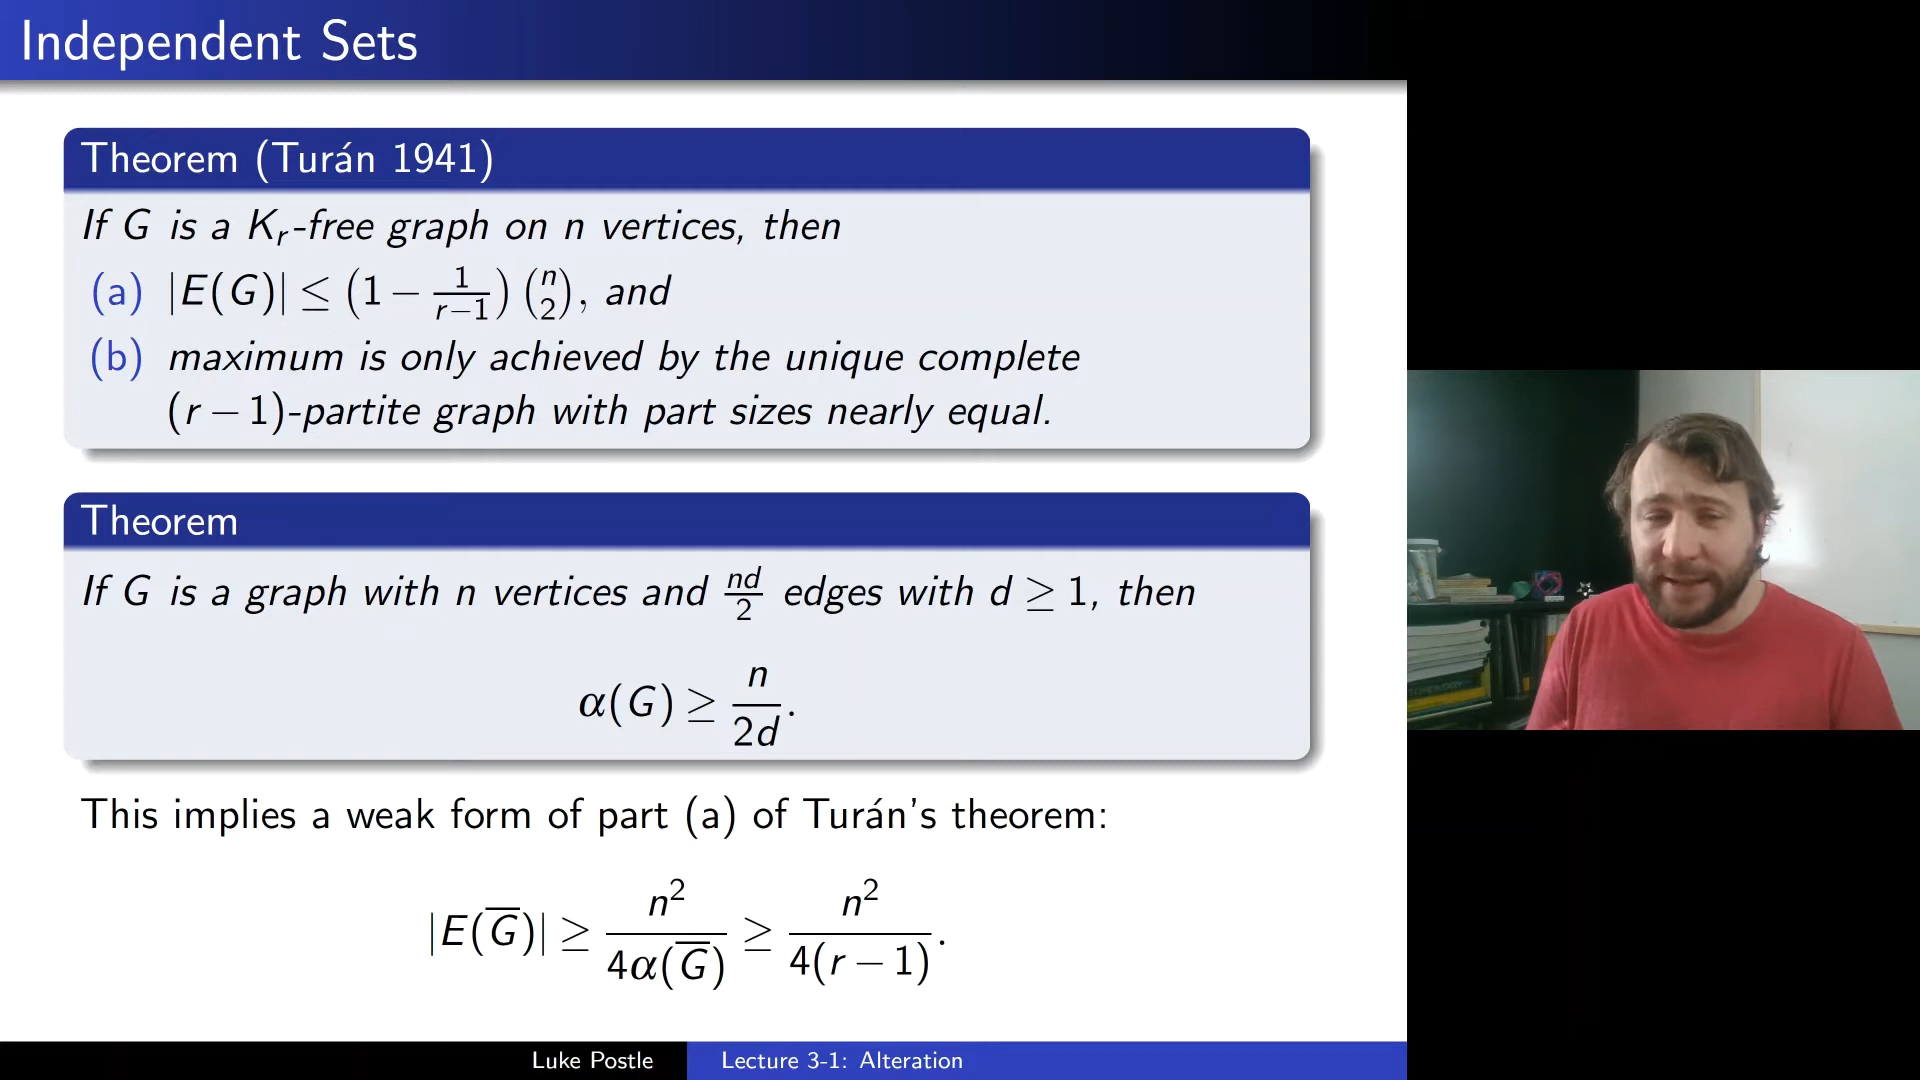 Independent Sets
Theorem (Turán 1941)
If G is a K_r-free graph on n vertices, then
(a) |E(G)| ≤ (1 − 1/(r−1)) (n choose 2), and
(b) maximum is only achieved by the unique complete
(r − 1)-partite graph with part sizes nearly equal.
Theorem
If G is a graph with n vertices and nd/2 edges with d ≥ 1, then
α(G) ≥ n/2d.
This implies a weak form of part (a) of Turán's theorem:
|E(G̅)| ≥ n²/4α(G̅) ≥ n²/4(r − 1).
Luke Postle Lecture 3-1: Alteration